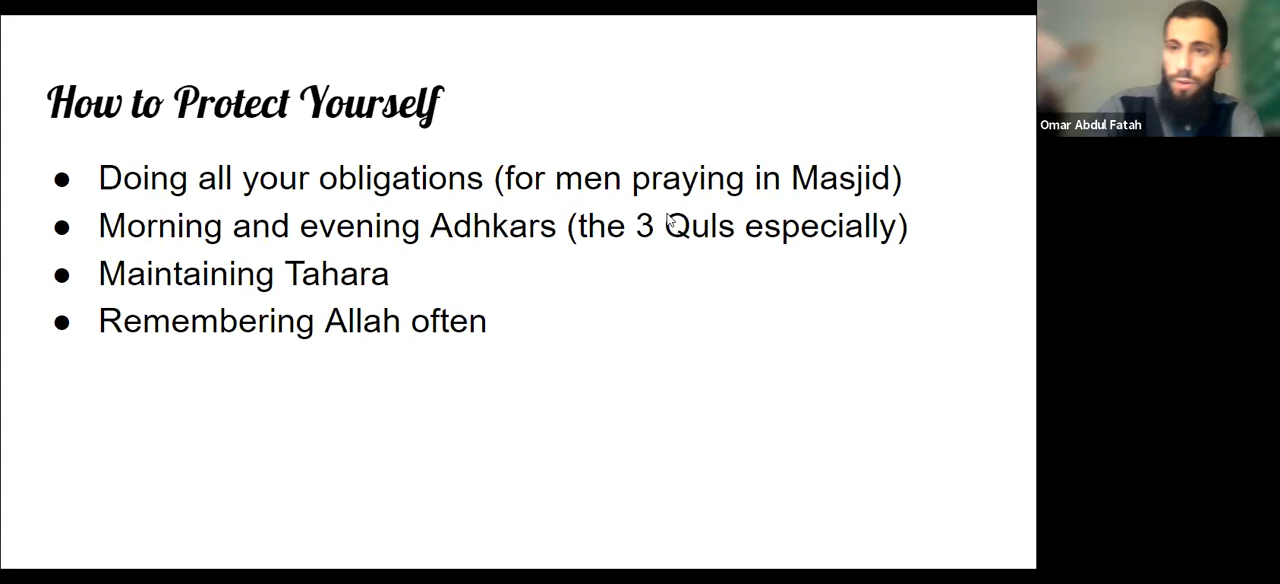 How to Protect Yourself
● Doing all your obligations (for men praying in Masjid)
● Morning and evening Adhkars (the 3 Quls especially)
● Maintaining Tahara
● Remembering Allah often
Omar Abdul Fatah